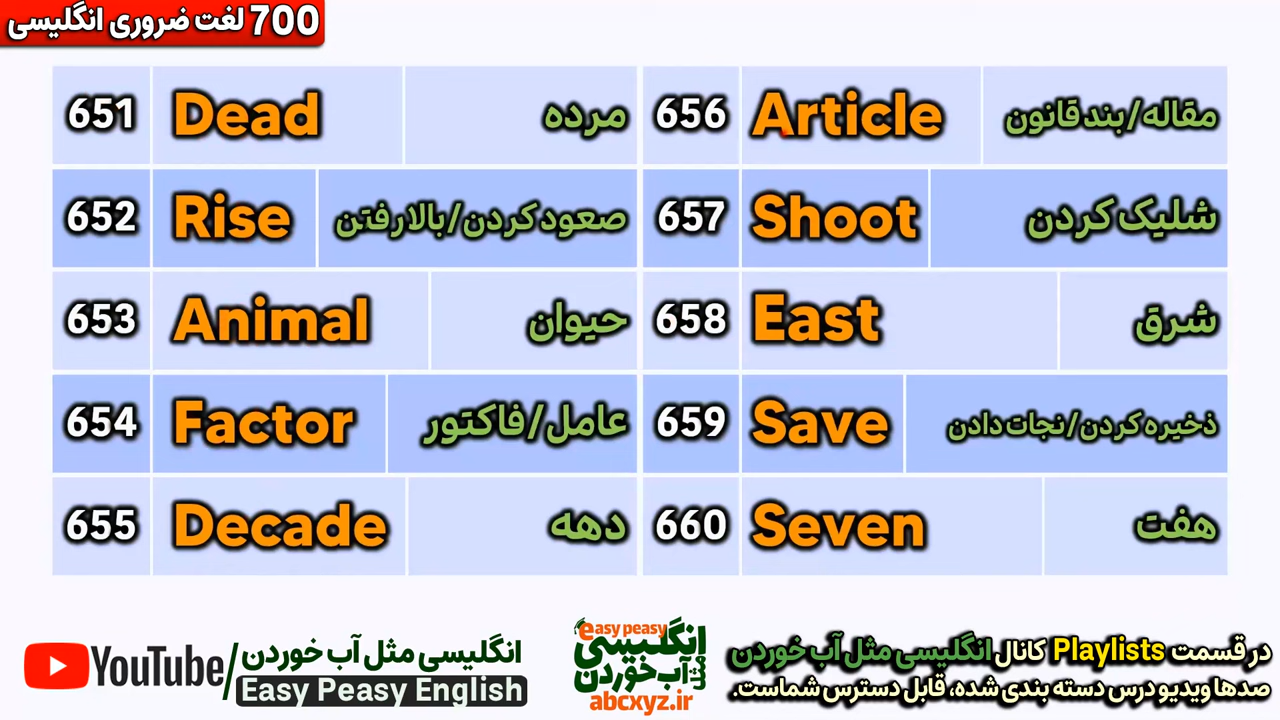 700 لغت ضروری انگلیسی
651 Dead مرده
652 Rise صعود کردن/بالا رفتن
653 Animal حیوان
654 Factor عامل/فاکتور
655 Decade دهه
656 Article مقاله/بند قانون
657 Shoot شلیک کردن
658 East شرق
659 Save ذخیره کردن/نجات دادن
660 Seven هفت
YouTube/انگلیسی مثل آب خوردن
Easy Peasy English
easy peasy
انگلیسی
مثل آب خوردن
abcxyz.ir
در قسمت Playlists کانال انگلیسی مثل آب خوردن
صدها ویدیو درس دسته بندی شده، قابل دسترس شماست.